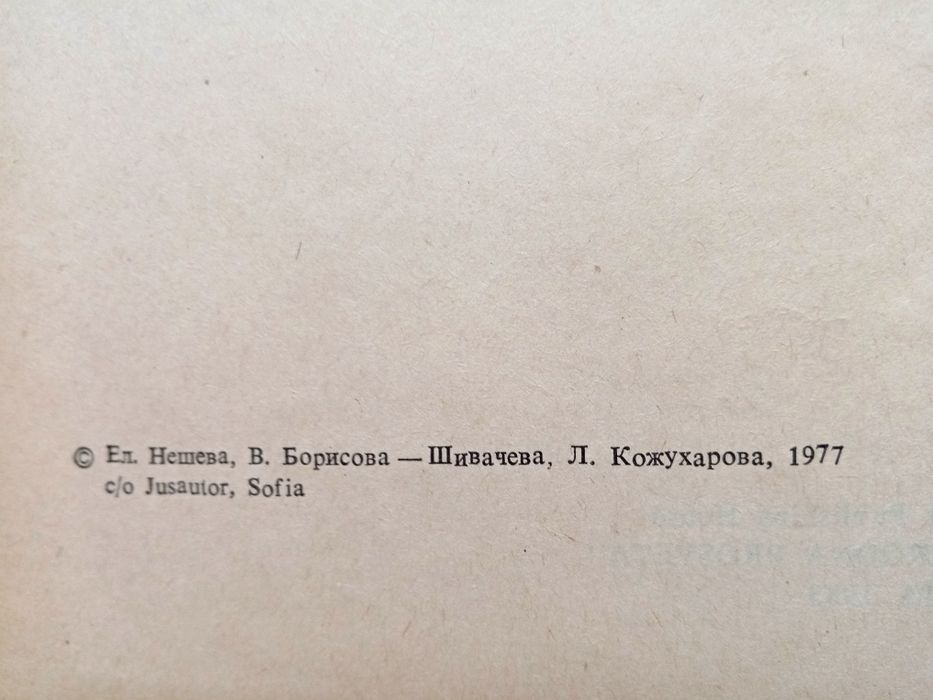 © Ел. Нешева, В. Борисова — Шивачева, Л. Кожухарова, 1977
c/o Jusautor, Sofia